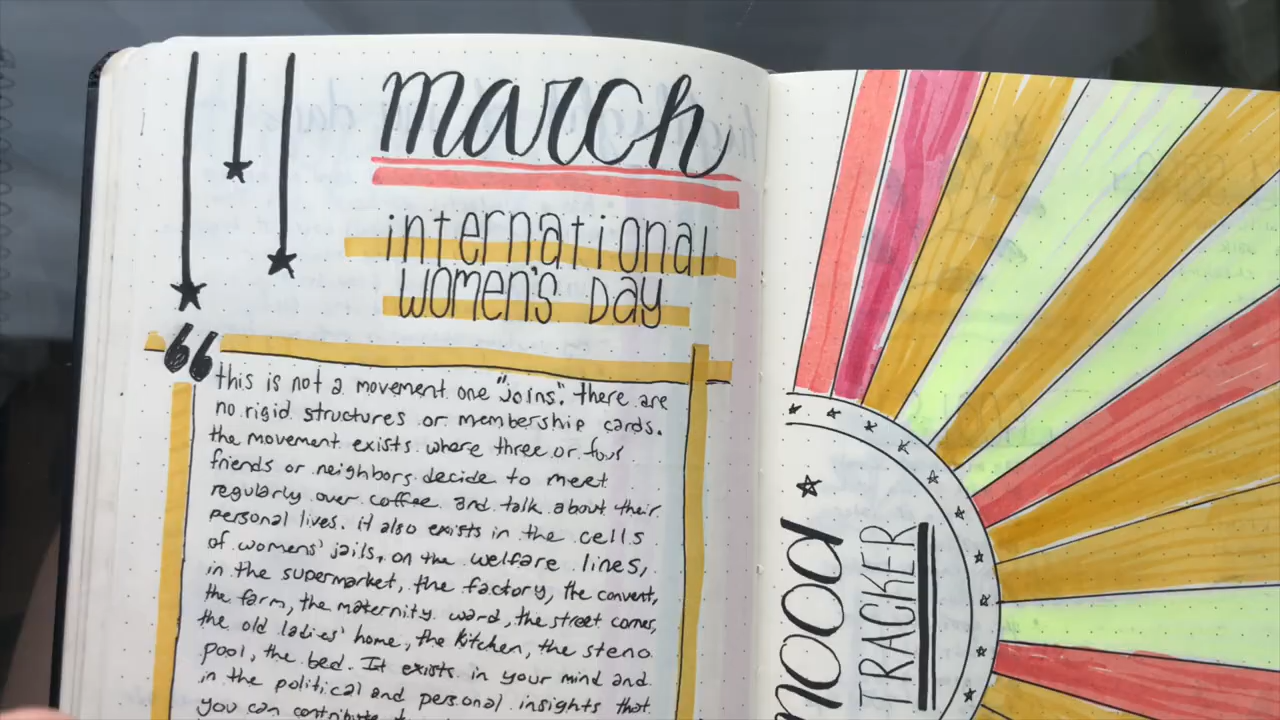 march
international
women's Day
“
this is not a movement one "joins." there are
no rigid structures or membership cards.
the movement exists where three or four
friends or neighbors decide to meet
regularly over coffee and talk about their
personal lives. it also exists in the cells
of womens' jails, on the welfare lines,
in the supermarket, the factory, the convent,
the farm, the maternity ward, the street corner,
the old ladies' home, the kitchen, the steno
pool, the bed. It exists in your mind and
in the political and personal insights that
you can contribute
mood
TRACKER